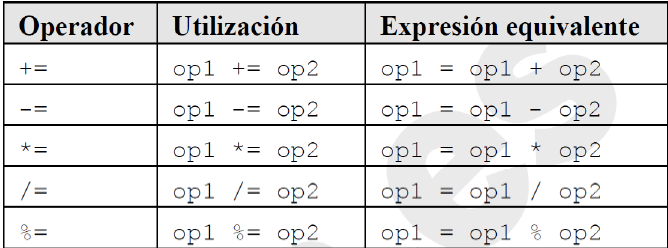 Operador Utilización Expresión equivalente
+= op1 += op2 op1 = op1 + op2
-= op1 -= op2 op1 = op1 - op2
*= op1 *= op2 op1 = op1 * op2
/= op1 /= op2 op1 = op1 / op2
%= op1 %= op2 op1 = op1 % op2